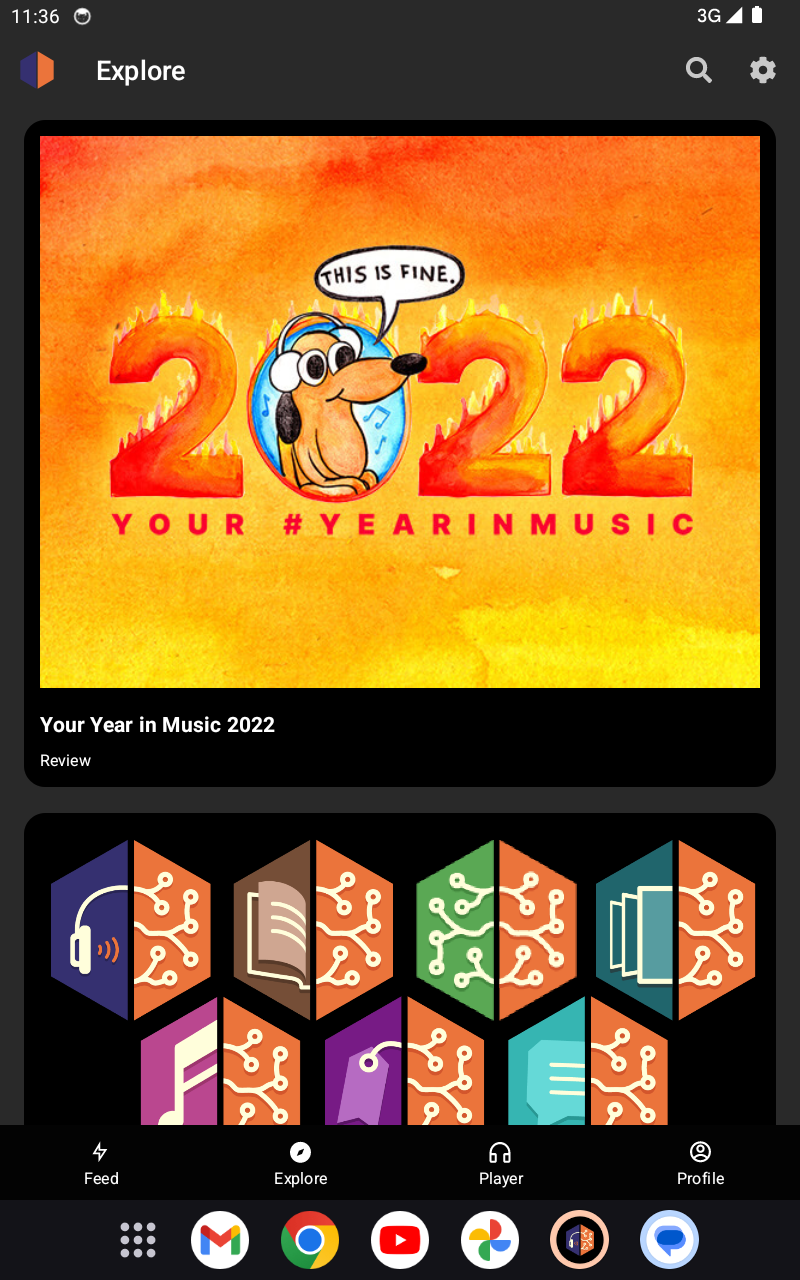 11:36
3G
Explore
THIS IS FINE.
2022
YOUR #YEARINMUSIC
Your Year in Music 2022
Review
Feed
Explore
Player
Profile